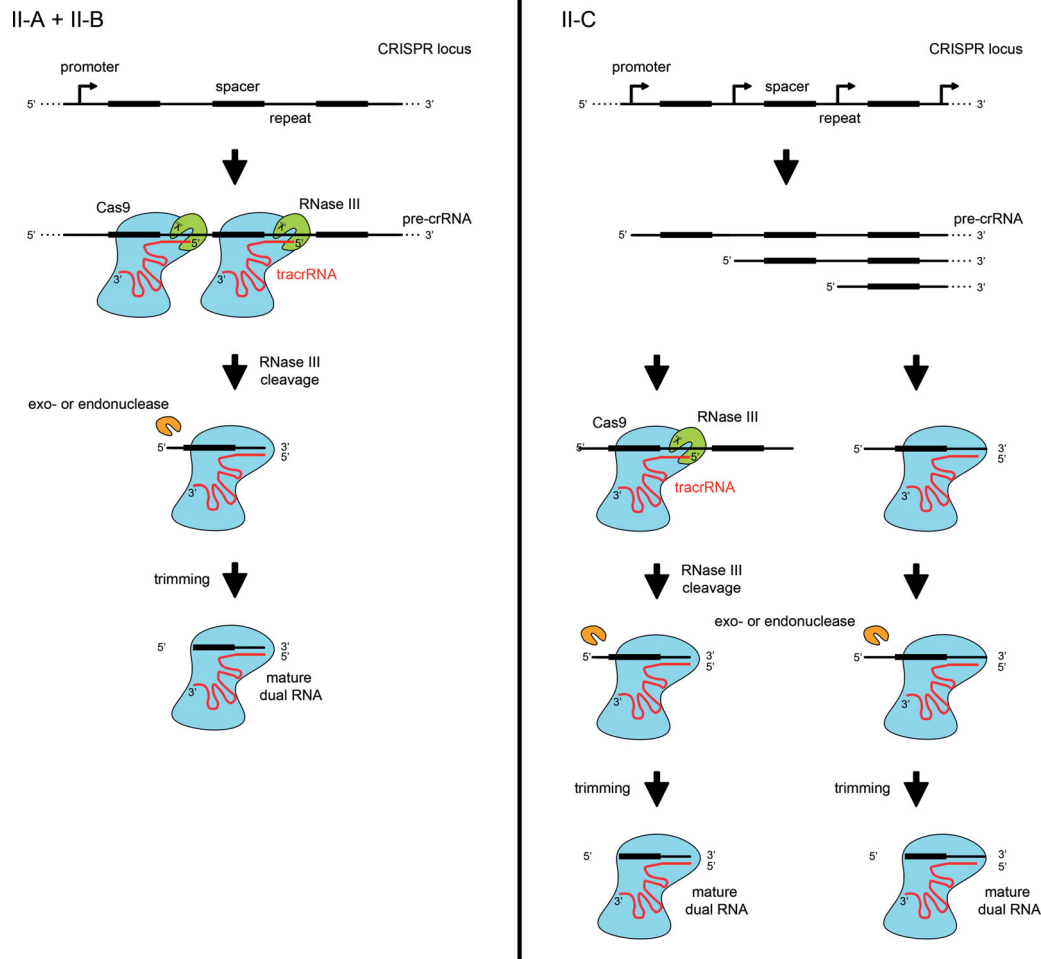 II-A + II-B
CRISPR locus
promoter
spacer
5’
3’
repeat
Cas9
RNase III
pre-crRNA
5’
3’
5’
5’
3’
3’
tracrRNA
RNase III
cleavage
exo- or endonuclease
5’
3’
5’
3’
trimming
5’
3’
5’
3’
mature
dual RNA
II-C
CRISPR locus
promoter
spacer
5’
3’
repeat
pre-crRNA
5’
3’
5’
3’
5’
3’
Cas9
RNase III
5’
5’
3’
tracrRNA
5’
3’
5’
3’
RNase III
cleavage
exo- or endonuclease
5’
3’
5’
3’
5’
3’
5’
3’
trimming
trimming
5’
3’
5’
3’
mature
dual RNA
5’
3’
5’
3’
mature
dual RNA